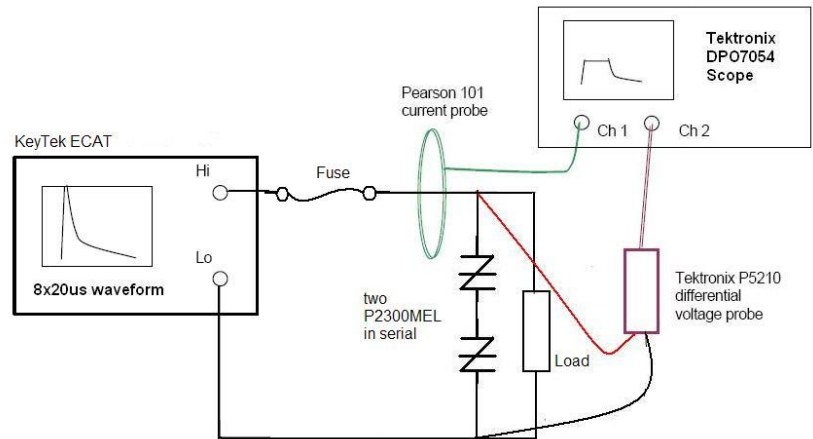 Tektronix
DPO7054
Scope
Ch 1
Ch 2
Pearson 101
current probe
KeyTek ECAT
Hi
Lo
8x20us waveform
Fuse
two
P2300MEL
in serial
Load
Tektronix P5210
differential
voltage probe